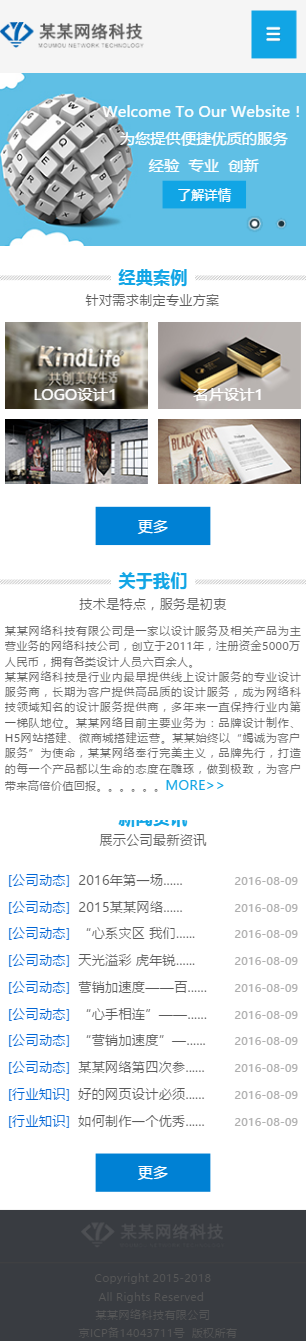 某某网络科技
MOUMOU NETWORK TECHNOLOGY
Welcome To Our Website !
为您提供便捷优质的服务
经验 专业 创新
了解详情
经典案例
针对需求制定专业方案
KindLife
共创美好生活
LOGO设计1
名片设计1
BLACK KEYS
更多
关于我们
技术是特点，服务是初衷
某某网络科技有限公司是一家以设计服务及相关产品为主
营业务的网络科技公司，创立于2011年，注册资金5000万
人民币，拥有各类设计人员六百余人。
某某网络科技是行业内最早提供线上设计服务的专业设计
服务商，长期为客户提供高品质的设计服务，成为网络科
技领域知名的设计服务提供商，多年来一直保持行业内第
一梯队地位。某某网络目前主要业务为：品牌设计制作、
H5网站搭建、微商城搭建运营。某某始终以“竭诚为客户
服务”为使命，某某网络奉行完美主义，品牌先行，打造
的每一个产品都以生命的态度在雕琢，做到极致，为客户
带来高倍价值回报。。。。。。MORE>>
新闻资讯
展示公司最新资讯
[公司动态] 2016年第一场...... 2016-08-09
[公司动态] 2015某某网络...... 2016-08-09
[公司动态] “心系灾区 我们...... 2016-08-09
[公司动态] 天光溢彩 虎年锐...... 2016-08-09
[公司动态] 营销加速度——百...... 2016-08-09
[公司动态] “心手相连”——...... 2016-08-09
[公司动态] “营销加速度”—...... 2016-08-09
[公司动态] 某某网络第四次参...... 2016-08-09
[行业知识] 好的网页设计必须...... 2016-08-09
[行业知识] 如何制作一个优秀...... 2016-08-09
更多
某某网络科技
Copyright 2015-2018
All Rights Reserved
某某网络科技有限公司
京ICP备14043711号 版权所有